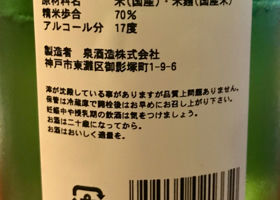 原材料名　米(国産)・米麹(国産米)
精米歩合　70%
アルコール分　17度
製造者　泉酒造株式会社
神戸市東灘区御影塚町1-9-6
滓が沈殿している事がありますが品質上問題ありません。
保管は冷蔵庫で開栓後はお早めにお召し上がり下さい。
妊娠中や授乳期の飲酒は気をつけましょう。
お酒は二十歳になってから。
お酒はおいしく適量を。